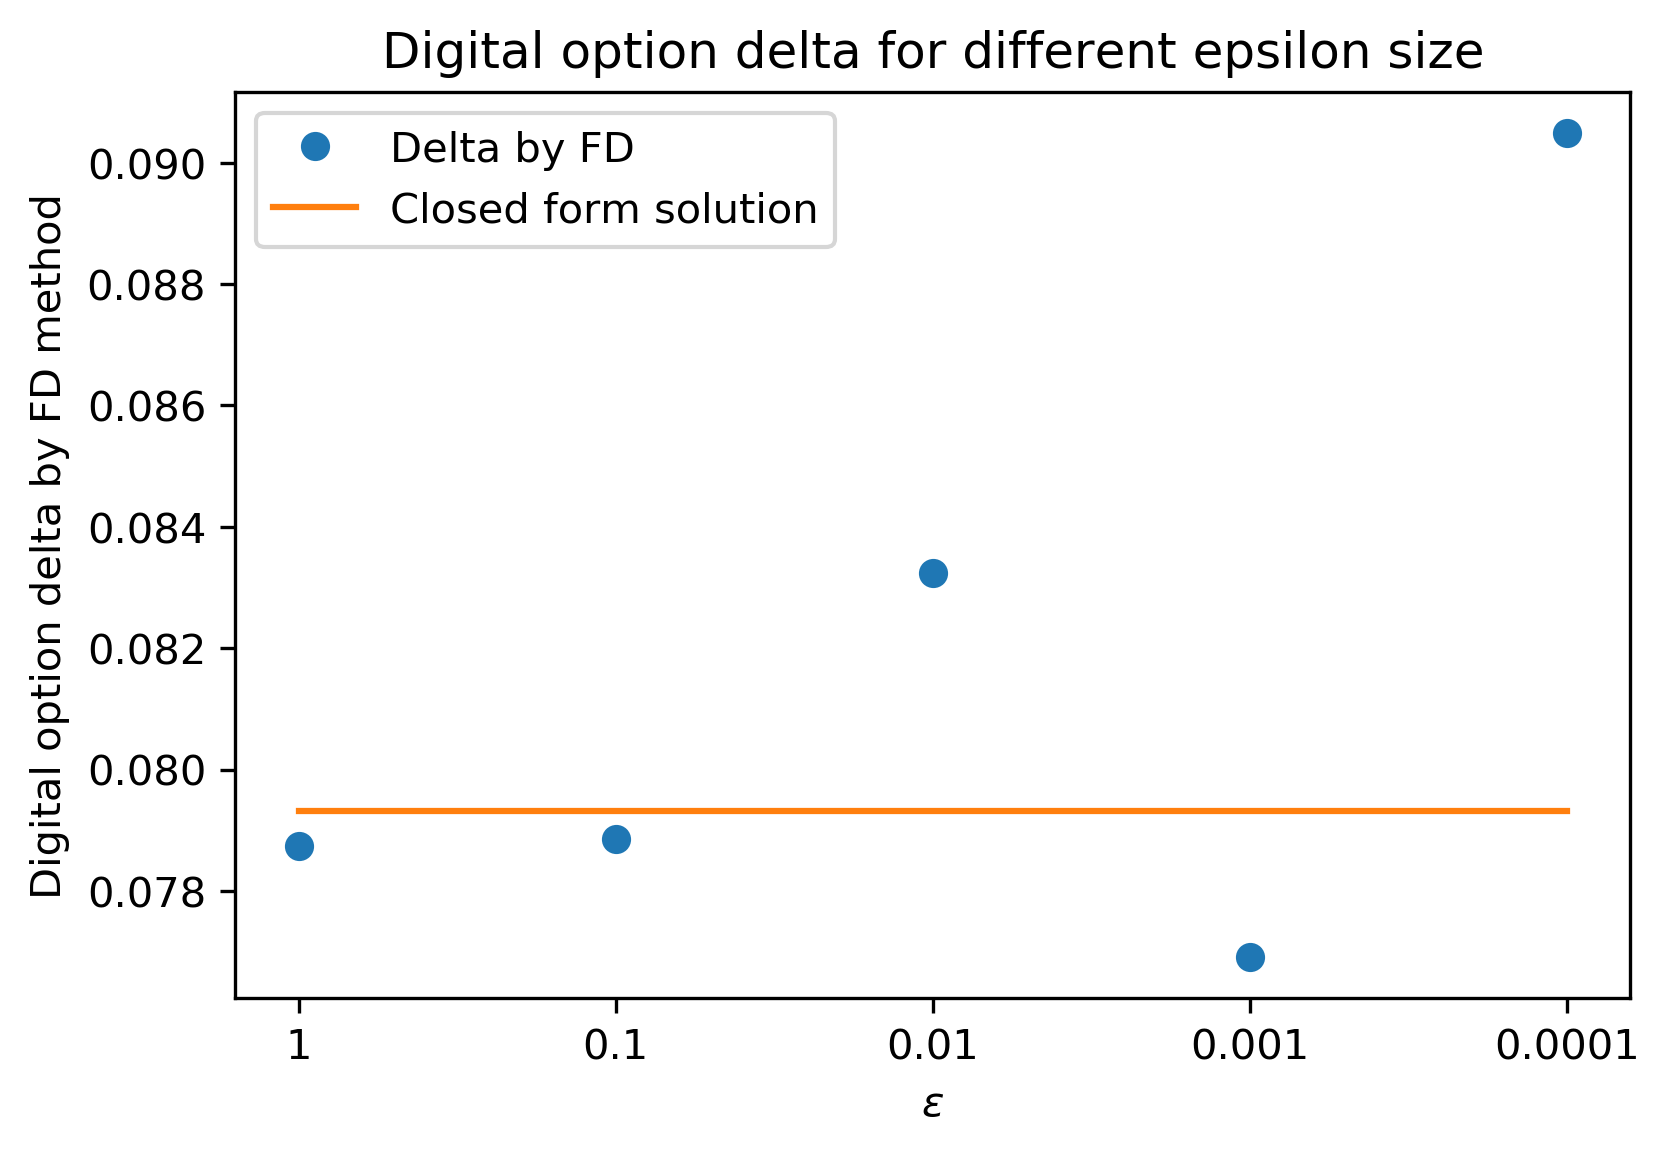 Digital option delta for different epsilon size
Delta by FD
Closed form solution
Digital option delta by FD method
0.090
0.088
0.086
0.084
0.082
0.080
0.078
1 0.1 0.01 0.001 0.0001
ε